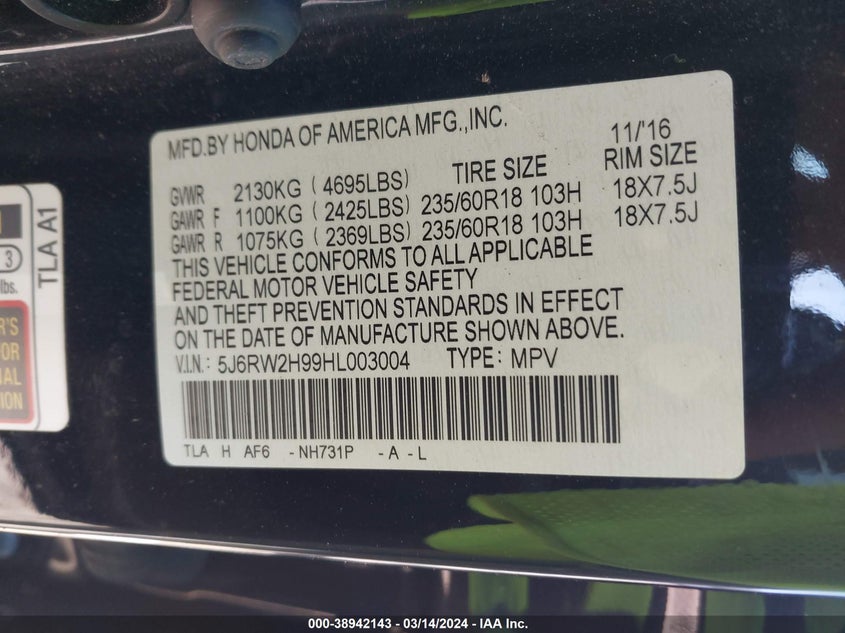 MFD.BY HONDA OF AMERICA MFG.,INC. 11/'16
TIRE SIZE RIM SIZE
GVWR 2130KG ( 4695LBS)
GAWR F 1100KG ( 2425LBS) 235/60R18 103H 18X7.5J
GAWR R 1075KG ( 2369LBS) 235/60R18 103H 18X7.5J
THIS VEHICLE CONFORMS TO ALL APPLICABLE
FEDERAL MOTOR VEHICLE SAFETY
AND THEFT PREVENTION STANDARDS IN EFFECT
ON THE DATE OF MANUFACTURE SHOWN ABOVE.
V.I.N.: 5J6RW2H99HL003004 TYPE: MPV
TLA H AF6 -NH731P -A -L
TLA A1
3
lbs.
000-38942143 - 03/14/2024 - IAA Inc.